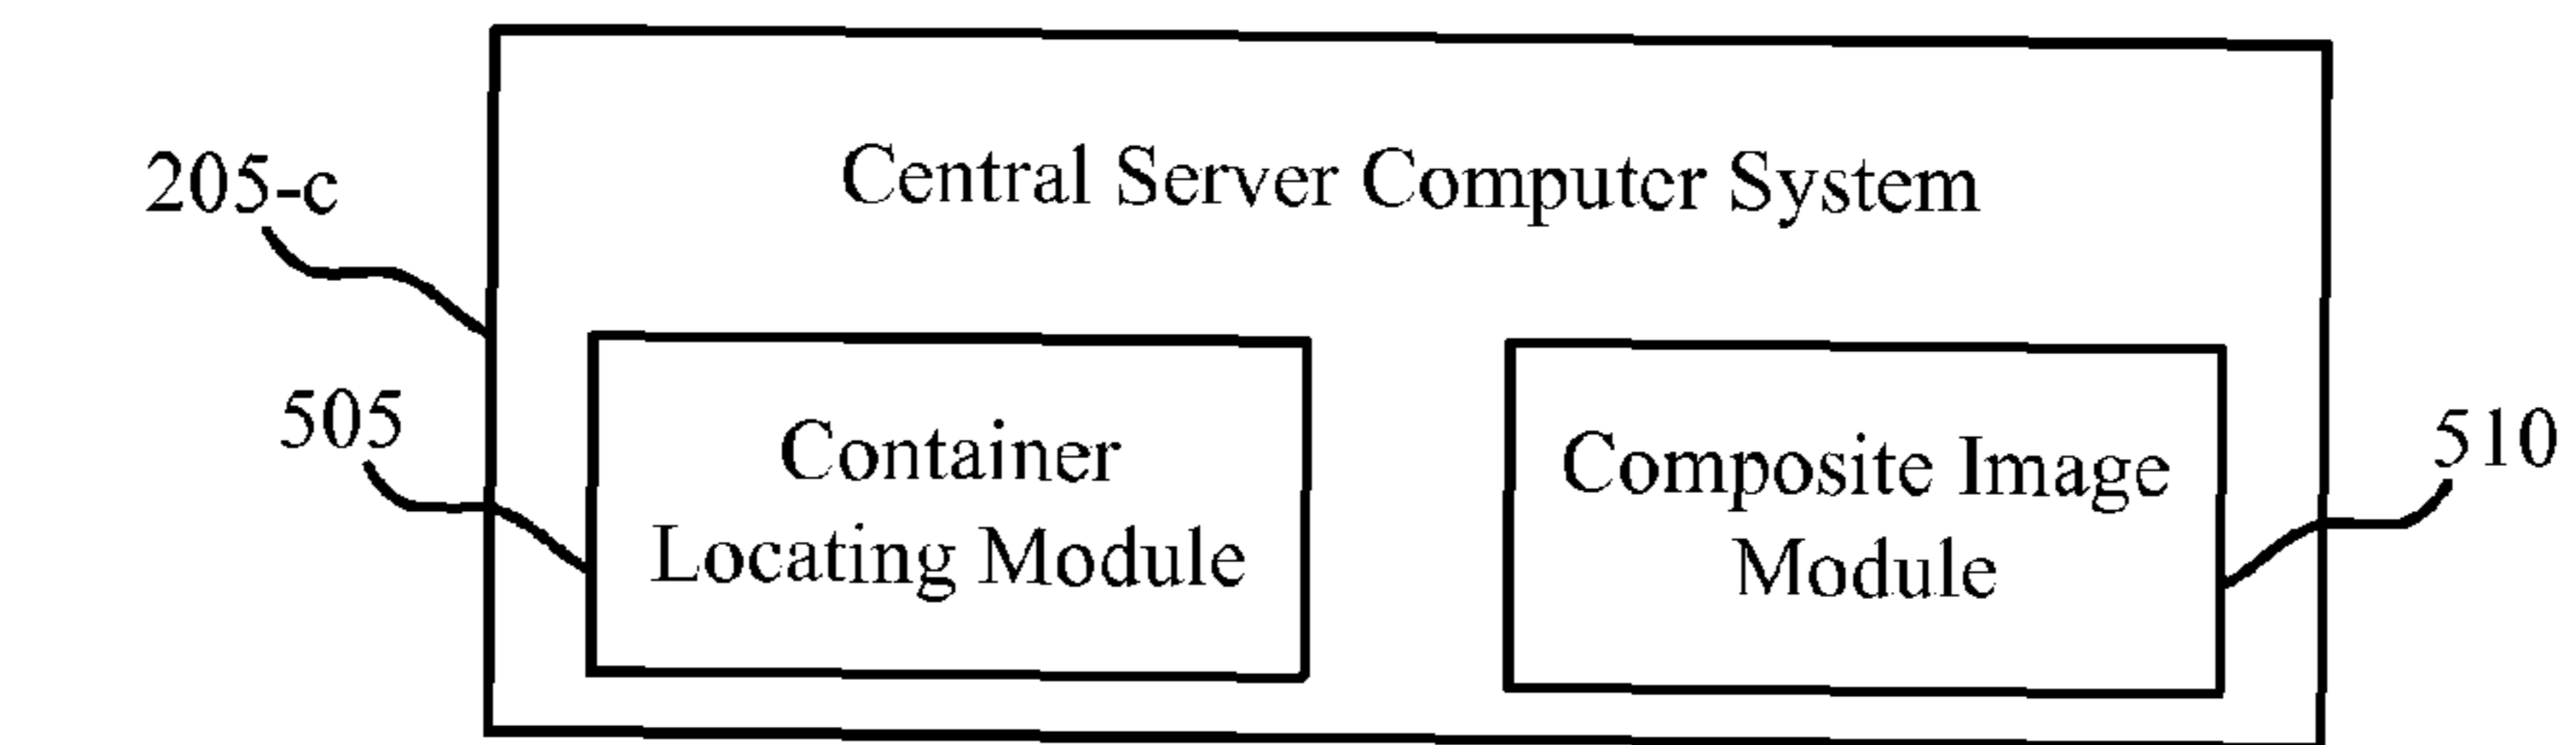 Central Server Computer System
205-c
505
Container
Locating Module
Composite Image
Module
510